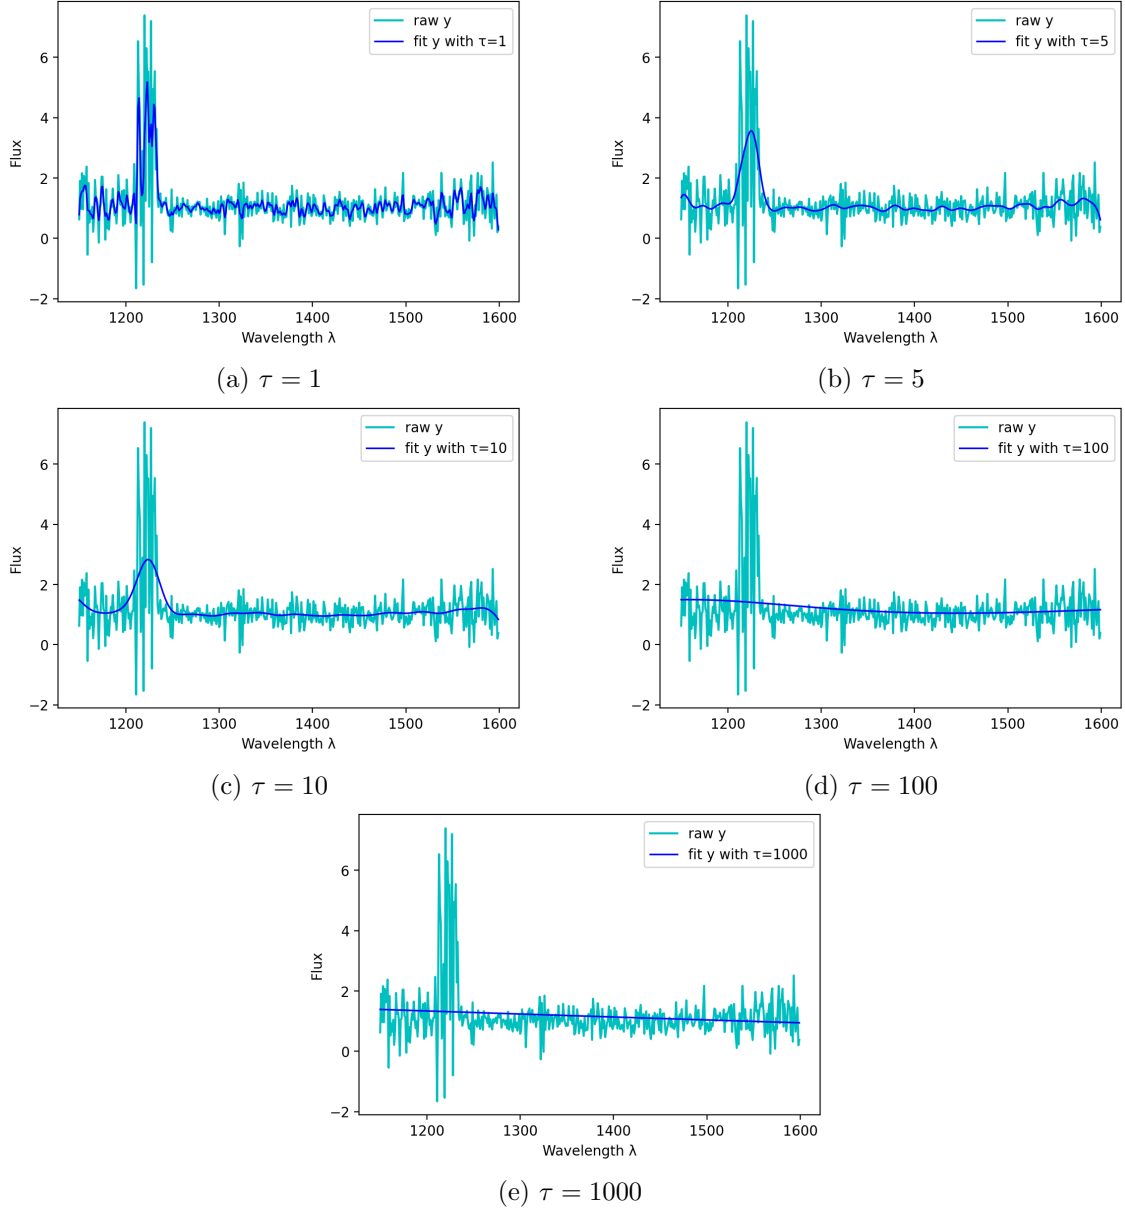 raw y
fit y with τ=1
6
4
2
0
−2
Flux
1200 1300 1400 1500 1600
Wavelength λ
(a) τ = 1
raw y
fit y with τ=5
6
4
2
0
−2
Flux
1200 1300 1400 1500 1600
Wavelength λ
(b) τ = 5
raw y
fit y with τ=10
6
4
2
0
−2
Flux
1200 1300 1400 1500 1600
Wavelength λ
(c) τ = 10
raw y
fit y with τ=100
6
4
2
0
−2
Flux
1200 1300 1400 1500 1600
Wavelength λ
(d) τ = 100
raw y
fit y with τ=1000
6
4
2
0
−2
Flux
1200 1300 1400 1500 1600
Wavelength λ
(e) τ = 1000